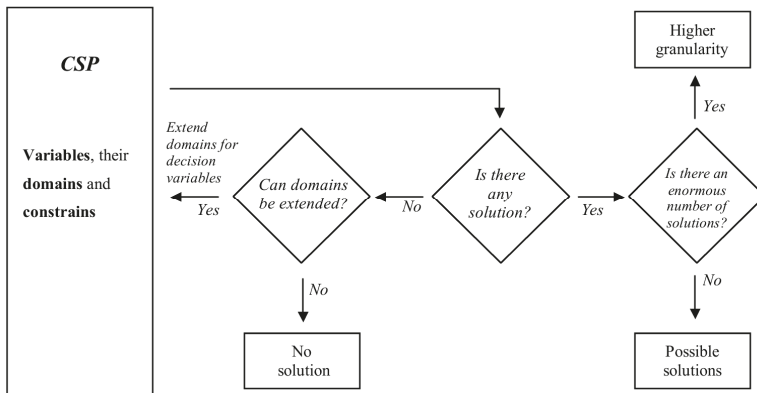 CSP
Variables, their
domains and
constrains
Extend
domains for
decision
variables
Yes
Can domains
be extended?
No
No
solution
No
Is there
any
solution?
Yes
Is there an
enormous
number of
solutions?
Yes
Higher
granularity
No
Possible
solutions